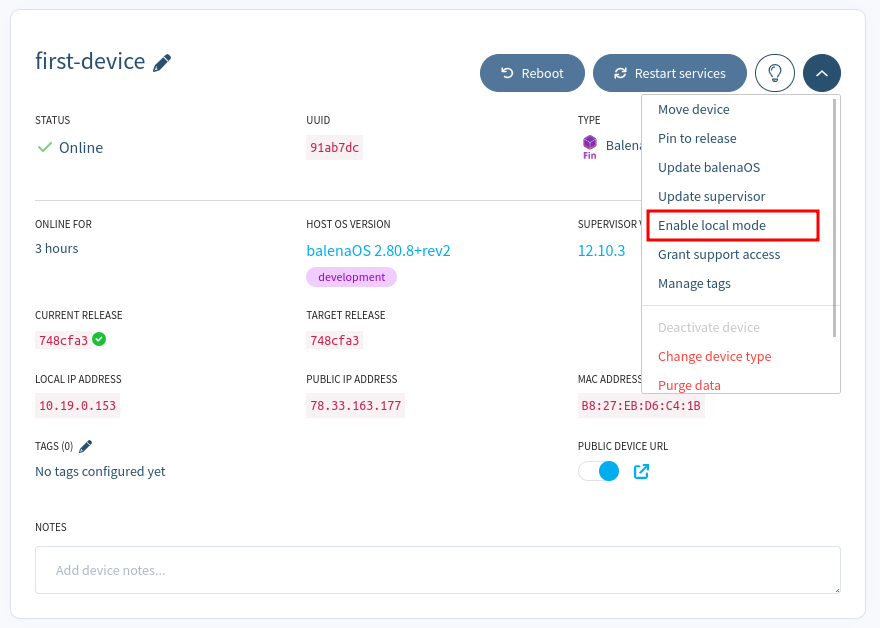 first-device
Reboot
Restart services
STATUS
Online
UUID
91ab7dc
TYPE
Fin
Move device
Pin to release
Update balenaOS
Update supervisor
Enable local mode
Grant support access
Manage tags
Deactivate device
Change device type
Purge data
ONLINE FOR
3 hours
HOST OS VERSION
balenaOS 2.80.8+rev2
development
SUPERVISOR
12.10.3
CURRENT RELEASE
748cfa3
TARGET RELEASE
748cfa3
LOCAL IP ADDRESS
10.19.0.153
PUBLIC IP ADDRESS
78.33.163.177
MAC ADDRESS
B8:27:EB:D6:C4:1B
TAGS (0)
No tags configured yet
PUBLIC DEVICE URL
NOTES
Add device notes...